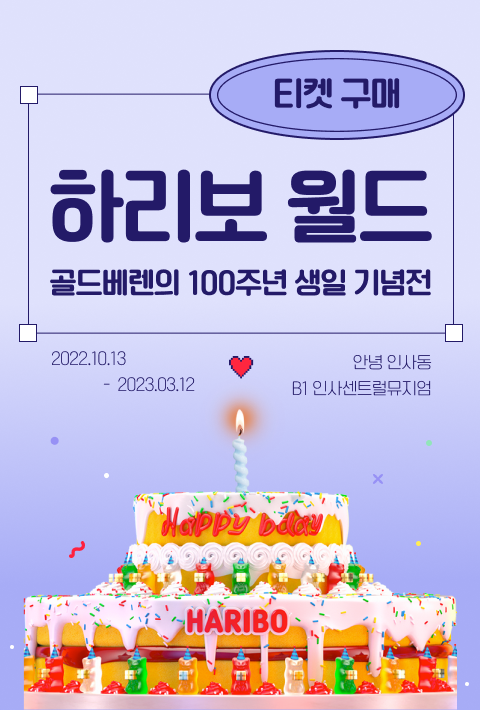 티켓 구매
하리보 월드
골드베렌의 100주년 생일 기념전
2022.10.13
- 2023.03.12
안녕 인사동
B1 인사센트럴뮤지엄
Happy bday
HARIBO